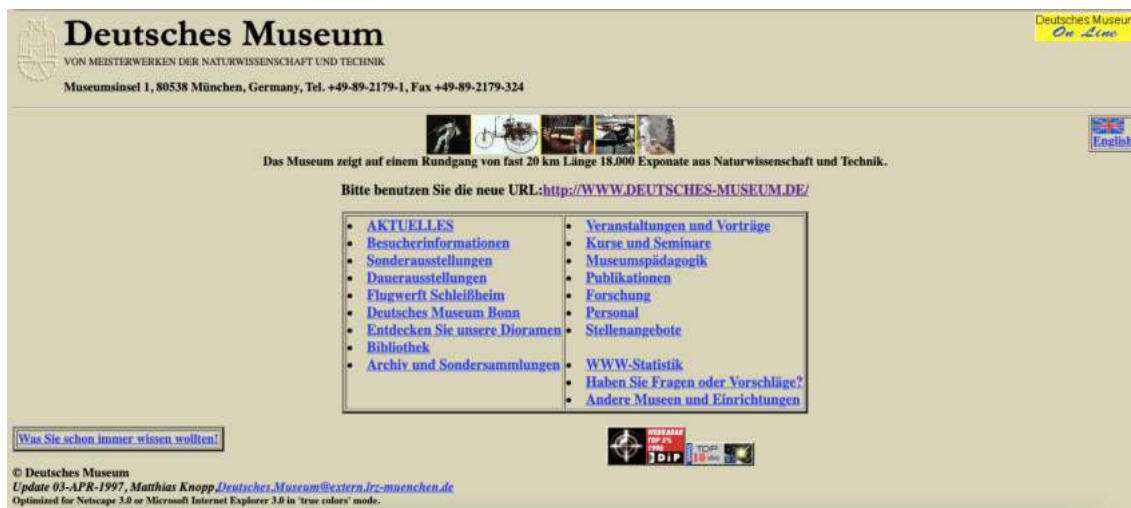 Deutsches Museum
VON MEISTERWERKEN DER NATURWISSENSCHAFT UND TECHNIK
Museumsinsel 1, 80538 München, Germany, Tel. +49-89-2179-1, Fax +49-89-2179-324
Deutsches Museum
On Line
English
Das Museum zeigt auf einem Rundgang von fast 20 km Länge 18.000 Exponate aus Naturwissenschaft und Technik.
Bitte benutzen Sie die neue URL:http://WWW.DEUTSCHES-MUSEUM.DE/
AKTUELLES
Besucherinformationen
Sonderausstellungen
Dauerausstellungen
Flugwerft Schleißheim
Deutsches Museum Bonn
Entdecken Sie unsere Dioramen
Bibliothek
Archiv und Sondersammlungen
Veranstaltungen und Vorträge
Kurse und Seminare
Museumspädagogik
Publikationen
Forschung
Personal
Stellenangebote
WWW-Statistik
Haben Sie Fragen oder Vorschläge?
Andere Museen und Einrichtungen
Was Sie schon immer wissen wollten!
WEBRADAR
TOP 5%
1996
DiP
TOP
10
© Deutsches Museum
Update 03-APR-1997, Matthias Knopp,Deutsches.Museum@extern.lrz-muenchen.de
Optimized for Netscape 3.0 or Microsoft Internet Explorer 3.0 in 'true colors' mode.